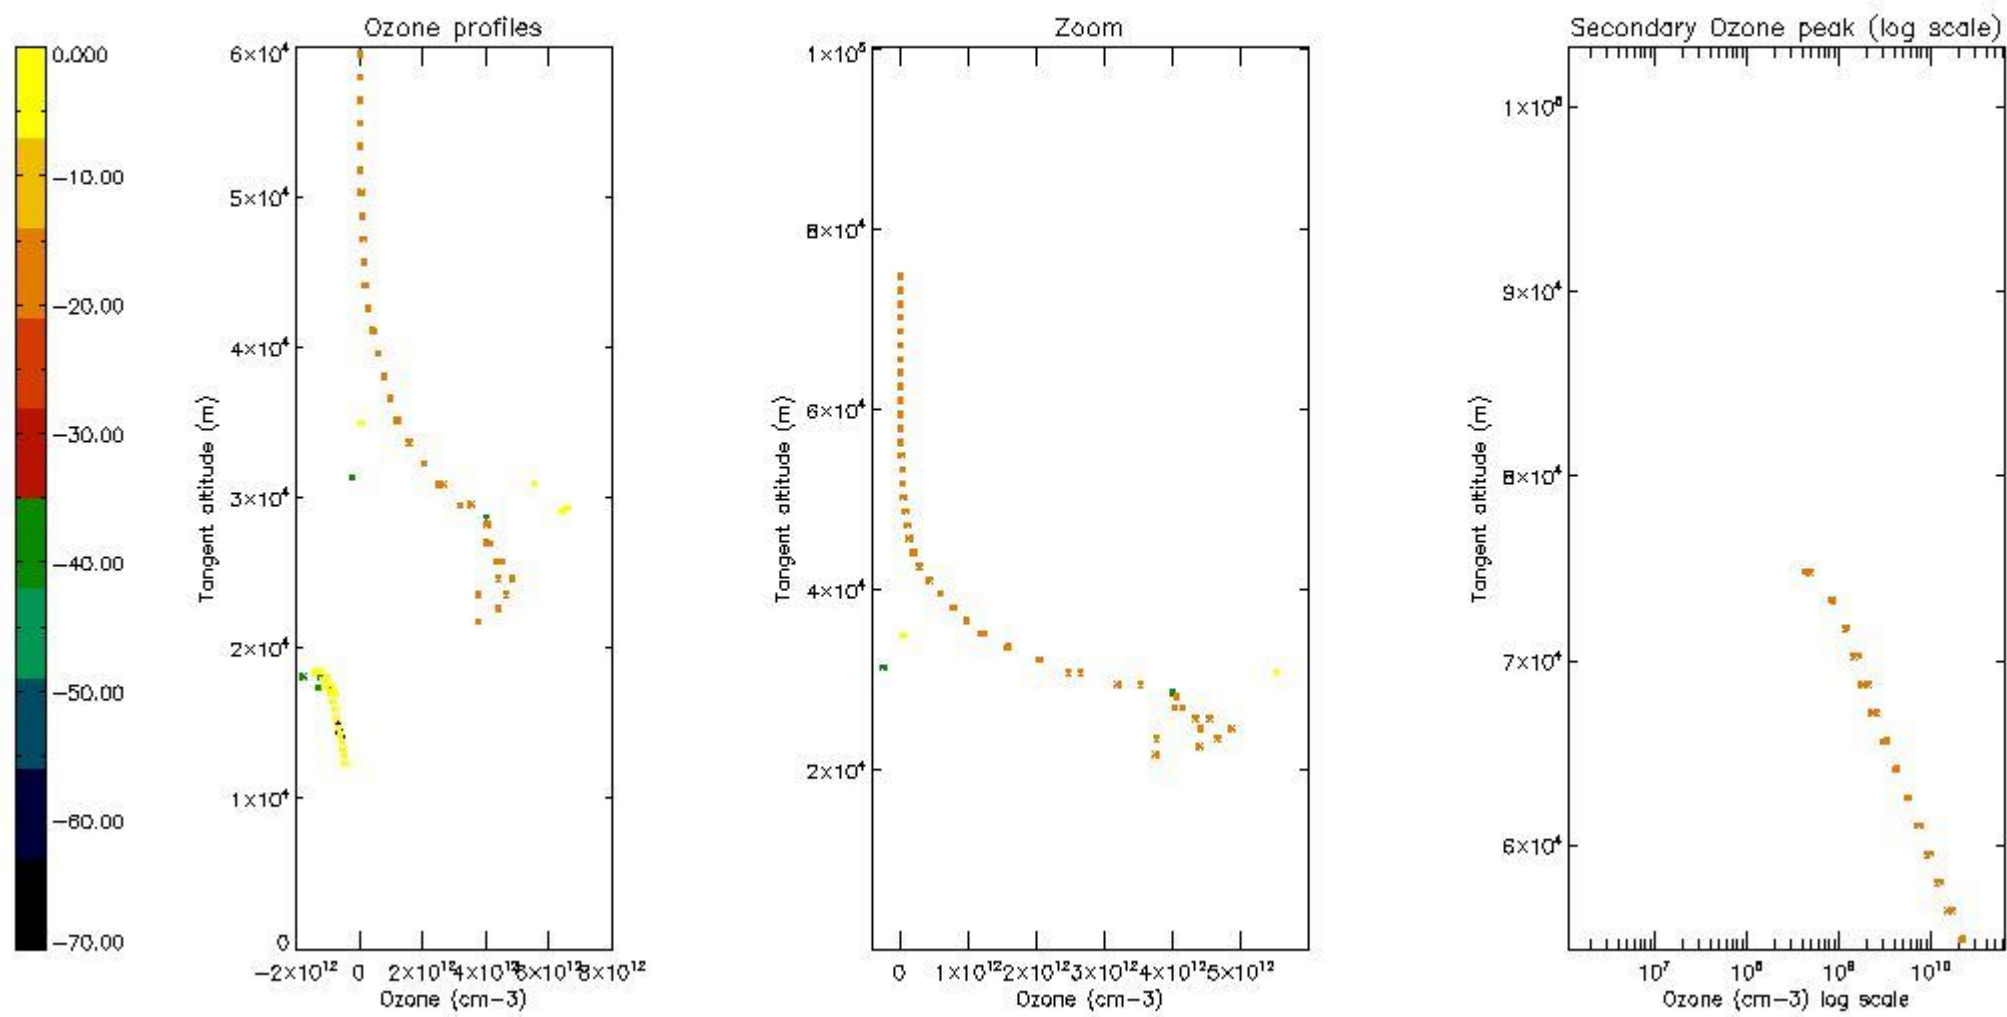 Ozone profiles
Zoom
Secondary Ozone peak (log scale)
0.000
−10.00
−20.00
−30.00
−40.00
−50.00
−60.00
−70.00
6×10⁴
5×10⁴
4×10⁴
3×10⁴
2×10⁴
1×10⁴
0
Tangent altitude (m)
−2×10¹² 0 2×10¹² 4×10¹² 6×10¹² 8×10¹²
Ozone (cm−3)
1×10⁵
8×10⁴
6×10⁴
4×10⁴
2×10⁴
Tangent altitude (m)
0 1×10¹² 2×10¹² 3×10¹² 4×10¹² 5×10¹²
Ozone (cm−3)
1×10⁵
9×10⁴
8×10⁴
7×10⁴
6×10⁴
Tangent altitude (m)
10⁷ 10⁸ 10⁹ 10¹⁰
Ozone (cm−3) log scale